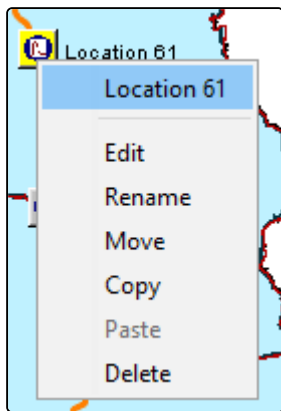 Location 61
Location 61
Edit
Rename
Move
Copy
Paste
Delete